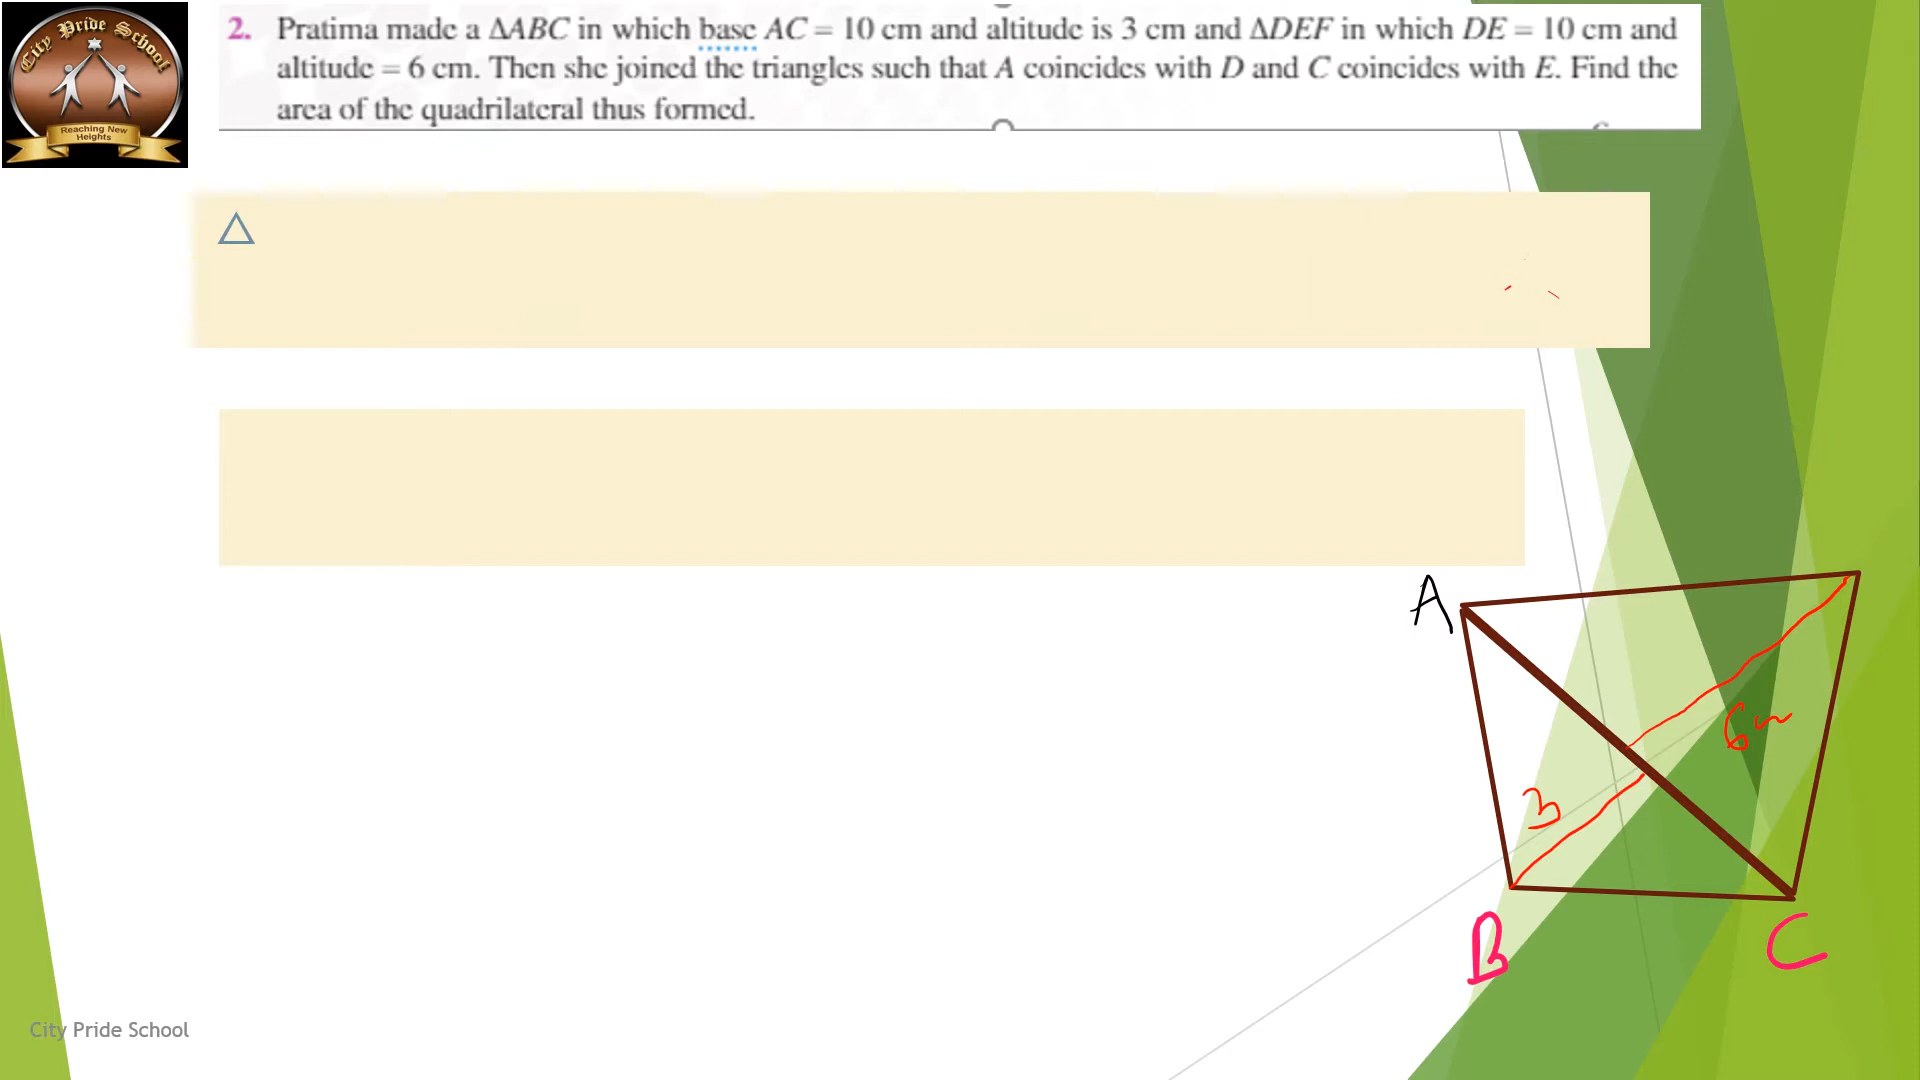 City Pride School
Reaching New
Heights
2. Pratima made a ΔABC in which base AC = 10 cm and altitude is 3 cm and ΔDEF in which DE = 10 cm and
altitude = 6 cm. Then she joined the triangles such that A coincides with D and C coincides with E. Find the
area of the quadrilateral thus formed.
A
6m
3
B
C
City Pride School